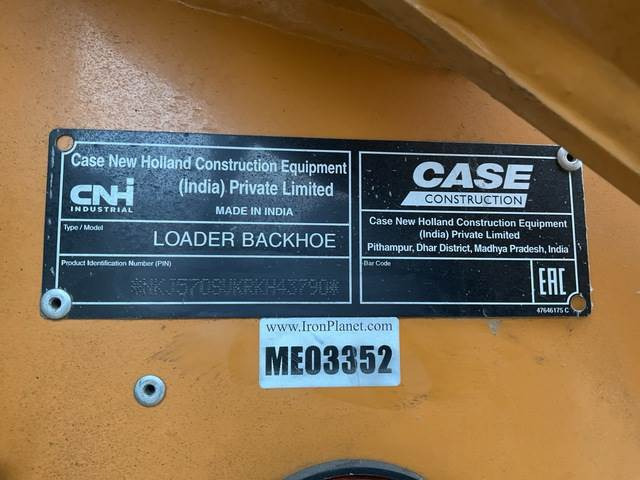 Case New Holland Construction Equipment
(India) Private Limited
CNH
INDUSTRIAL
MADE IN INDIA
Type / Model
LOADER BACKHOE
Product Identification Number (PIN)
CASE
CONSTRUCTION
Case New Holland Construction Equipment
(India) Private Limited
Pithampur, Dhar District, Madhya Pradesh, India
Bar Code
EAC
47646175 C
www.IronPlanet.com
ME03352